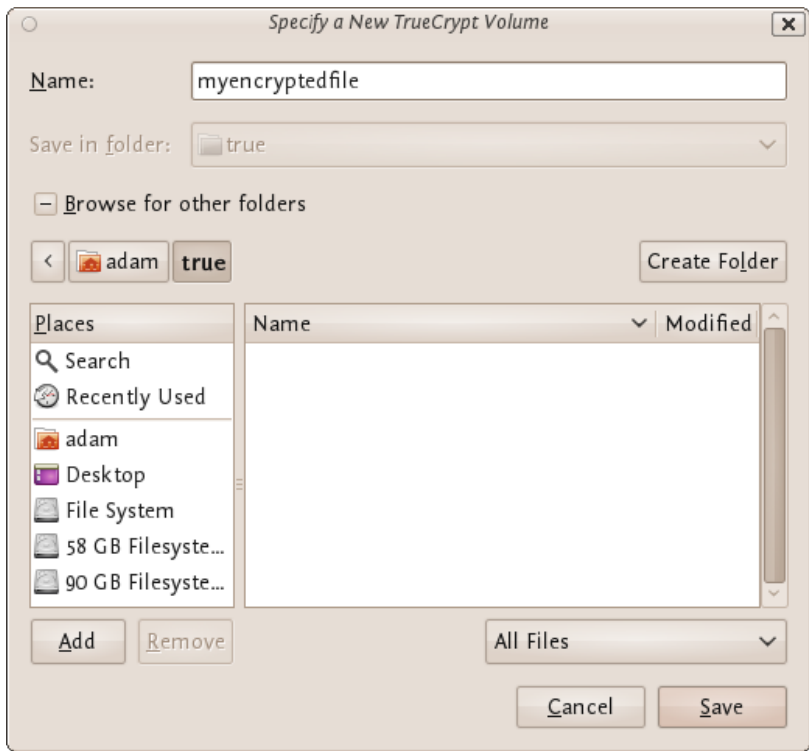 Specify a New TrueCrypt Volume
Name: myencryptedfile
Save in folder: true
Browse for other folders
adam true Create Folder
Places Name Modified
Search
Recently Used
adam
Desktop
File System
58 GB Filesyste...
90 GB Filesyste...
Add Remove All Files
Cancel Save